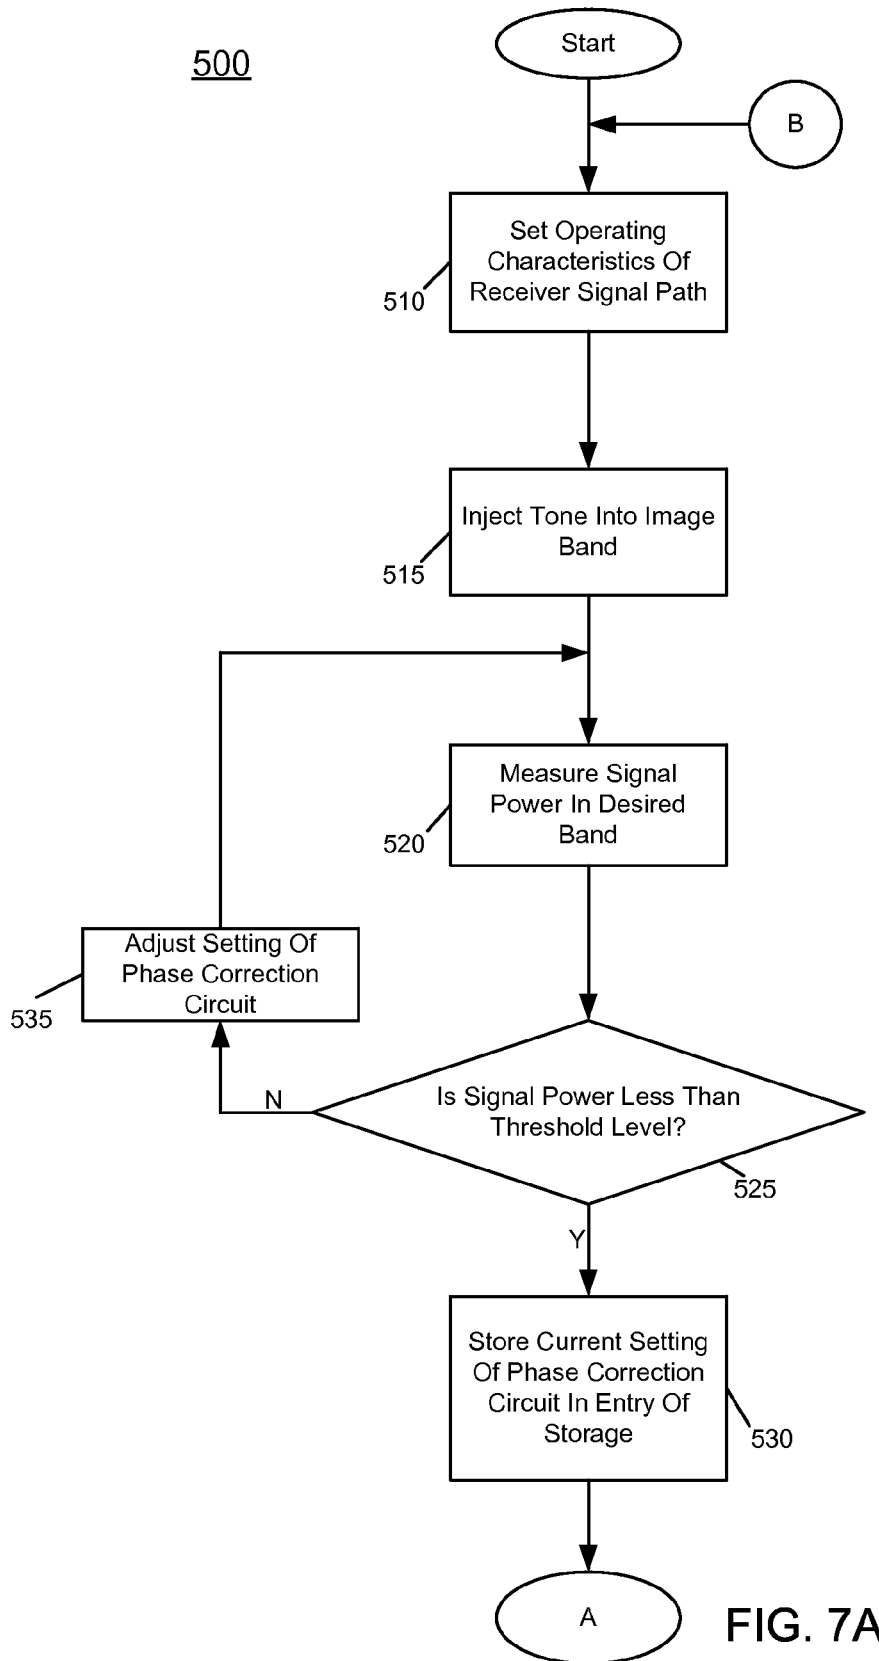 500
Start
B
Set Operating
Characteristics Of
Receiver Signal Path
510
Inject Tone Into Image
Band
515
Measure Signal
Power In Desired
Band
520
Adjust Setting Of
Phase Correction
Circuit
535
N
Is Signal Power Less Than
Threshold Level?
525
Y
Store Current Setting
Of Phase Correction
Circuit In Entry Of
Storage
530
A
FIG. 7A